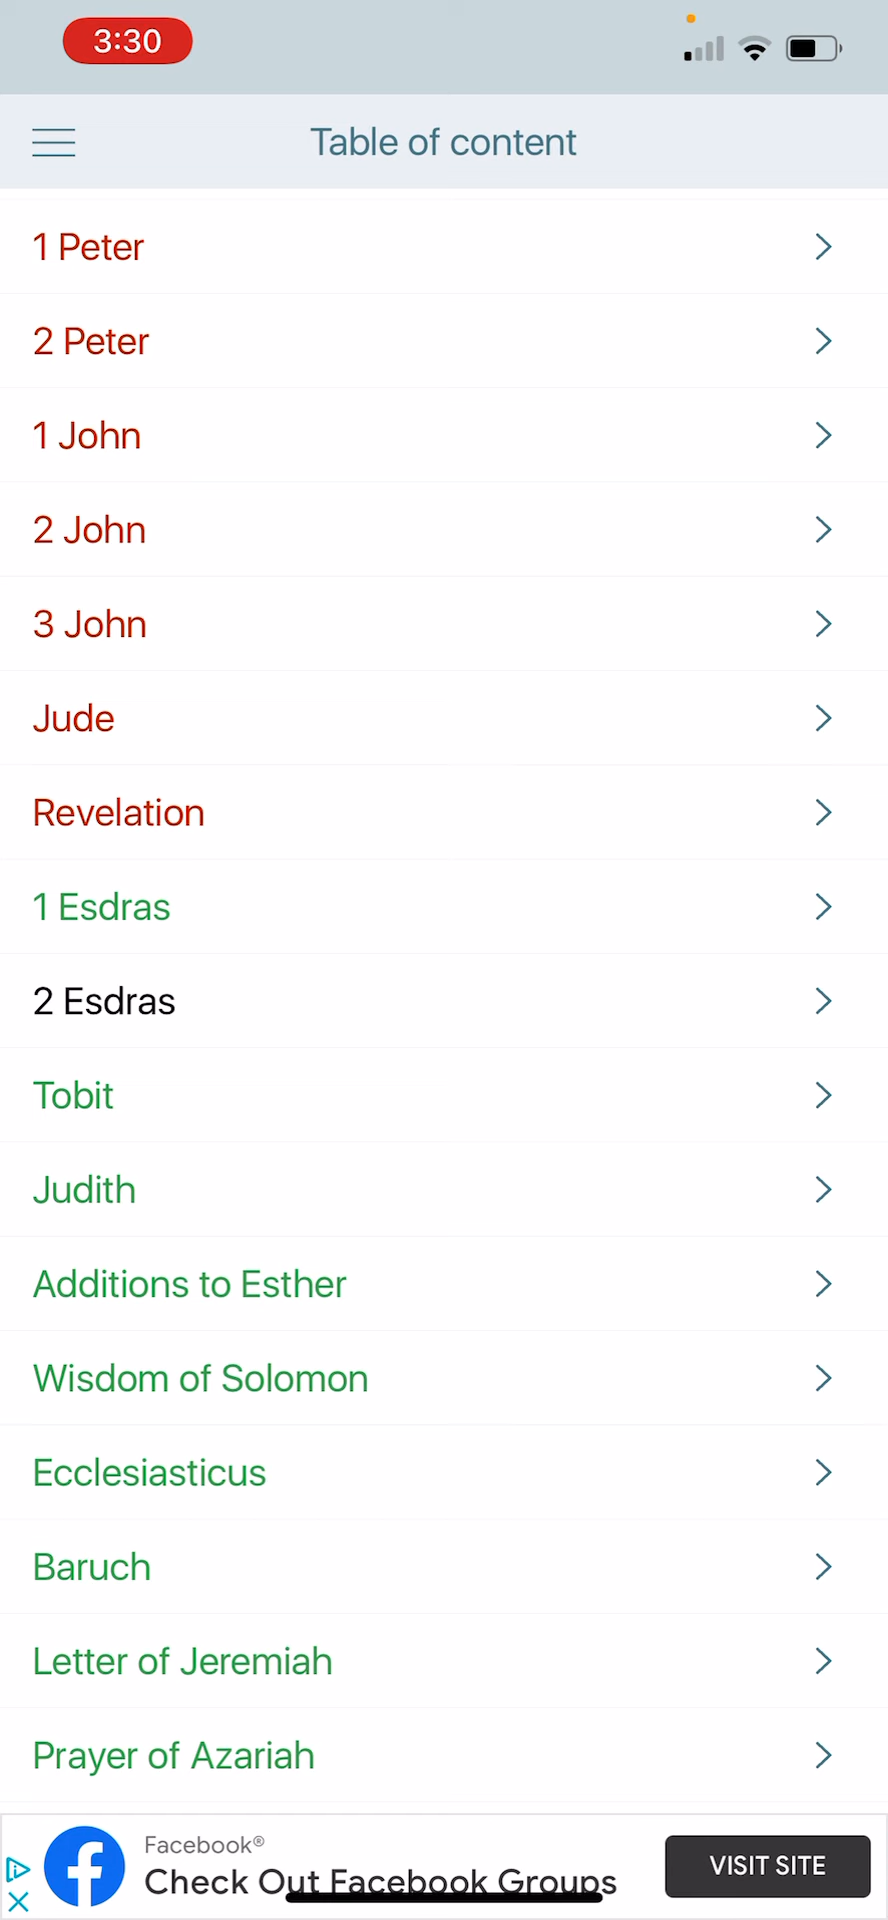 3:30
Table of content
1 Peter
2 Peter
1 John
2 John
3 John
Jude
Revelation
1 Esdras
2 Esdras
Tobit
Judith
Additions to Esther
Wisdom of Solomon
Ecclesiasticus
Baruch
Letter of Jeremiah
Prayer of Azariah
Facebook®
Check Out Facebook Groups
VISIT SITE